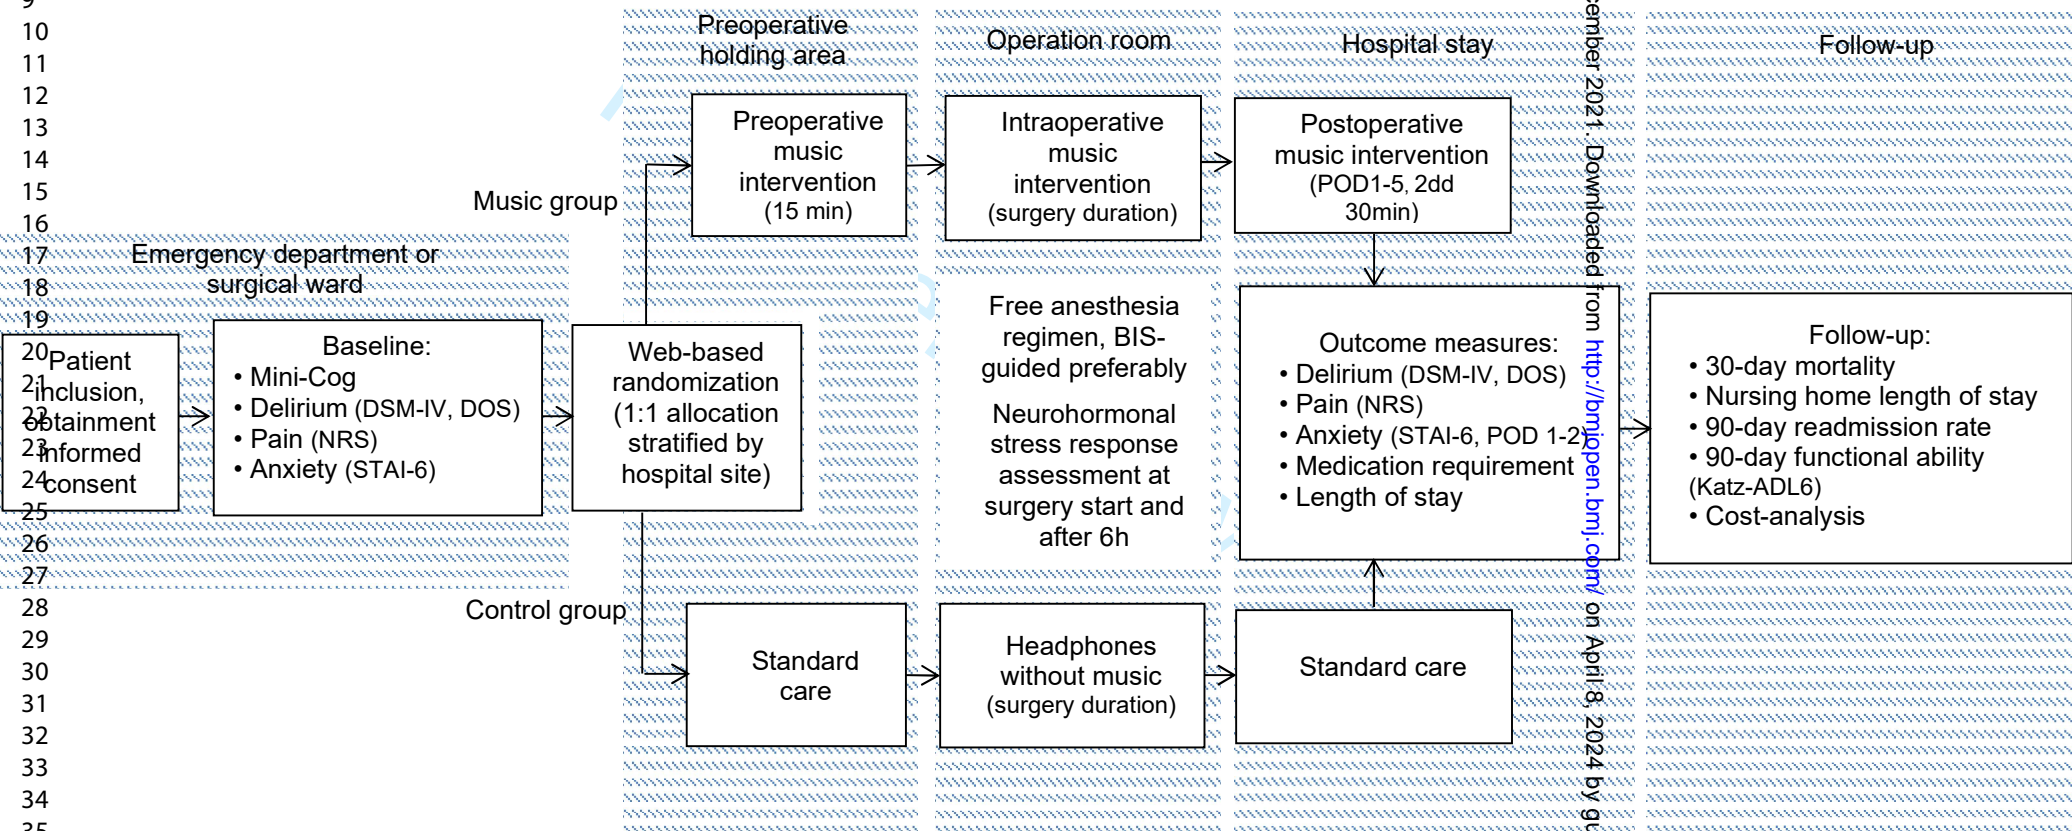 9
10
11
12
13
14
15
16
17
18
19
20
21
22
23
24
25
26
27
28
29
30
31
32
33
34
35
Emergency department or
surgical ward
Patient
inclusion,
obtainment
informed
consent
Baseline:
• Mini-Cog
• Delirium (DSM-IV, DOS)
• Pain (NRS)
• Anxiety (STAI-6)
Web-based
randomization
(1:1 allocation
stratified by
hospital site)
Music group
Control group
Preoperative
holding area
Preoperative
music
intervention
(15 min)
Standard
care
Operation room
Intraoperative
music
intervention
(surgery duration)
Free anesthesia
regimen, BIS-
guided preferably
Neurohormonal
stress response
assessment at
surgery start and
after 6h
Headphones
without music
(surgery duration)
Hospital stay
Postoperative
music intervention
(POD1-5, 2dd
30min)
Outcome measures:
• Delirium (DSM-IV, DOS)
• Pain (NRS)
• Anxiety (STAI-6, POD 1-2)
• Medication requirement
• Length of stay
Standard care
Follow-up
Follow-up:
• 30-day mortality
• Nursing home length of stay
• 90-day readmission rate
• 90-day functional ability
(Katz-ADL6)
• Cost-analysis
2021. Downloaded from http://bmjopen.bmj.com/ on April 8, 2024 by